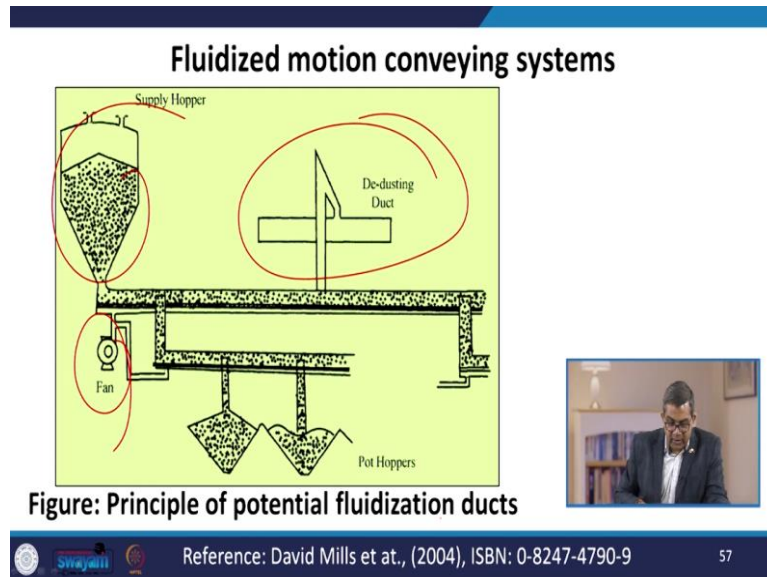 Fluidized motion conveying systems
Supply Hopper
De-dusting
Duct
Fan
Pot Hoppers
Figure: Principle of potential fluidization ducts
swayam
Reference: David Mills et at., (2004), ISBN: 0-8247-4790-9
57